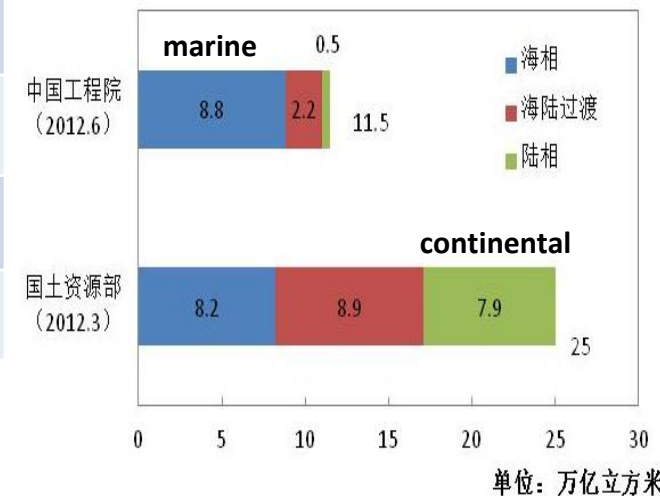 marine
0.5
海相
中国工程院
(2012.6)
8.8
2.2
11.5
海陆过渡
陆相
continental
国土资源部
(2012.3)
8.2
8.9
7.9
25
0 5 10 15 20 25 30
单位：万亿立方米